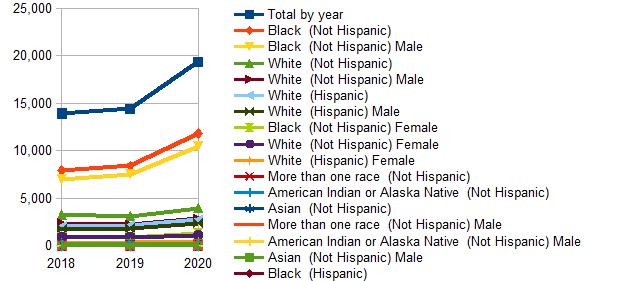 25,000
20,000
15,000
10,000
5,000
0
2018 2019 2020
Total by year
Black (Not Hispanic)
Black (Not Hispanic) Male
White (Not Hispanic)
White (Not Hispanic) Male
White (Hispanic)
White (Hispanic) Male
Black (Not Hispanic) Female
White (Not Hispanic) Female
White (Hispanic) Female
More than one race (Not Hispanic)
American Indian or Alaska Native (Not Hispanic)
Asian (Not Hispanic)
More than one race (Not Hispanic) Male
American Indian or Alaska Native (Not Hispanic) Male
Asian (Not Hispanic) Male
Black (Hispanic)